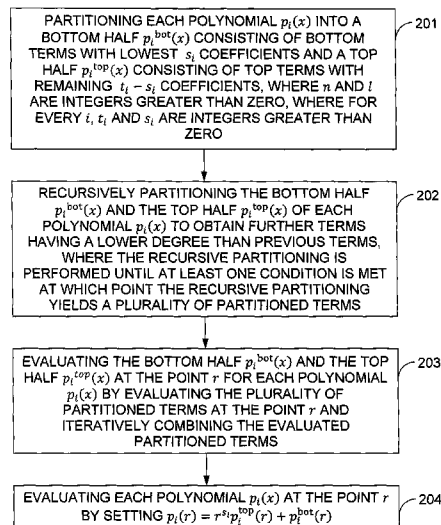 PARTITIONING EACH POLYNOMIAL pᵢ(x) INTO A
BOTTOM HALF pᵢᵇᵒᵗ(x) CONSISTING OF BOTTOM
TERMS WITH LOWEST sᵢ COEFFICIENTS AND A TOP
HALF pᵢᵗᵒᵖ(x) CONSISTING OF TOP TERMS WITH
REMAINING tᵢ − sᵢ COEFFICIENTS, WHERE n AND l
ARE INTEGERS GREATER THAN ZERO, WHERE FOR
EVERY i, tᵢ AND sᵢ ARE INTEGERS GREATER THAN
ZERO
201
RECURSIVELY PARTITIONING THE BOTTOM HALF
pᵢᵇᵒᵗ(x) AND THE TOP HALF pᵢᵗᵒᵖ(x) OF EACH
POLYNOMIAL pᵢ(x) TO OBTAIN FURTHER TERMS
HAVING A LOWER DEGREE THAN PREVIOUS TERMS,
WHERE THE RECURSIVE PARTITIONING IS
PERFORMED UNTIL AT LEAST ONE CONDITION IS MET
AT WHICH POINT THE RECURSIVE PARTITIONING
YIELDS A PLURALITY OF PARTITIONED TERMS
202
EVALUATING THE BOTTOM HALF pᵢᵇᵒᵗ(x) AND THE TOP
HALF pᵢᵗᵒᵖ(x) AT THE POINT r FOR EACH POLYNOMIAL
pᵢ(x) BY EVALUATING THE PLURALITY OF
PARTITIONED TERMS AT THE POINT r AND
ITERATIVELY COMBINING THE EVALUATED
PARTITIONED TERMS
203
EVALUATING EACH POLYNOMIAL pᵢ(x) AT THE POINT r
BY SETTING pᵢ(r) = rˢⁱpᵢᵗᵒᵖ(r) + pᵢᵇᵒᵗ(r)
204